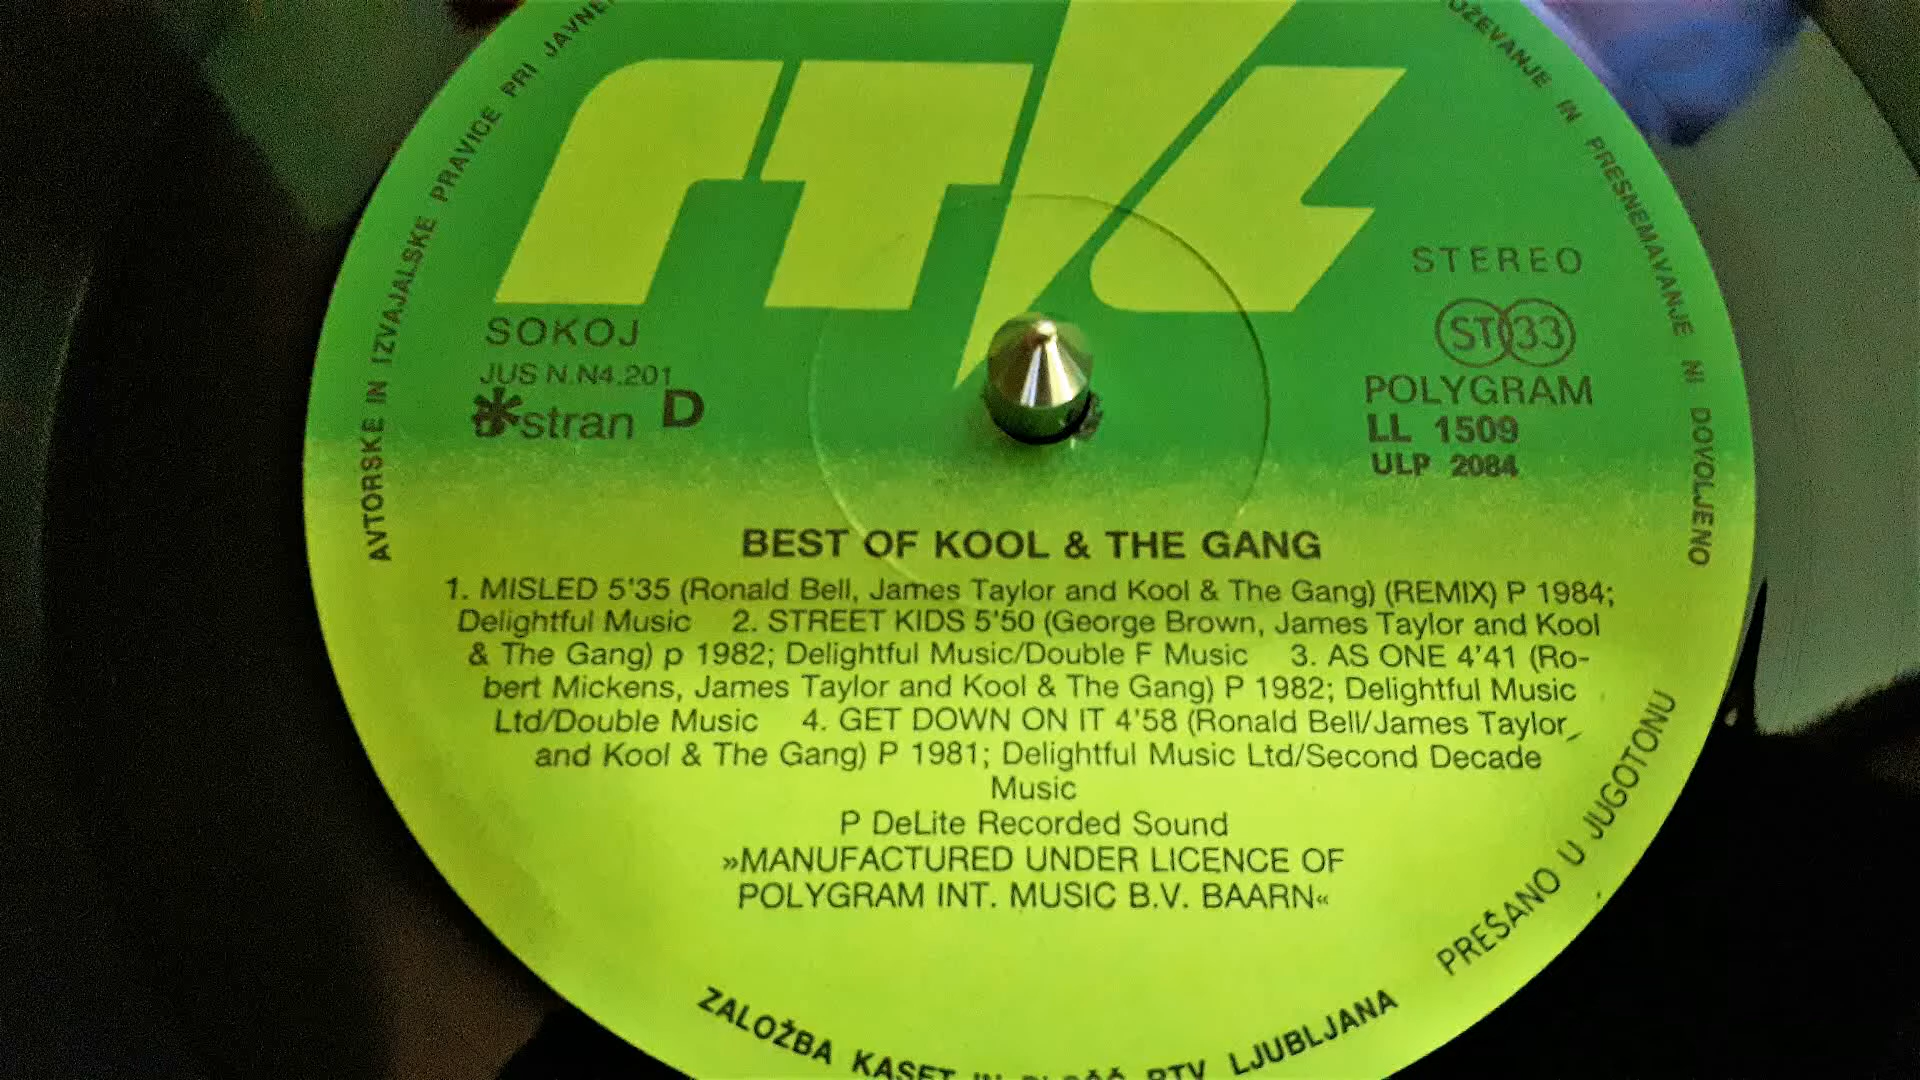 AVTORSKE IN IZVAJALSKE PRAVICE PRI JAVNE
IN PRESNEMAVANJE NI DOVOLJENO
rtvl
SOKOJ
JUS N.N4.201
stran D
STEREO
ST 33
POLYGRAM
LL 1509
ULP 2084
BEST OF KOOL & THE GANG
1. MISLED 5'35 (Ronald Bell, James Taylor and Kool & The Gang) (REMIX) P 1984;
Delightful Music 2. STREET KIDS 5'50 (George Brown, James Taylor and Kool
& The Gang) p 1982; Delightful Music/Double F Music 3. AS ONE 4'41 (Ro-
bert Mickens, James Taylor and Kool & The Gang) P 1982; Delightful Music
Ltd/Double Music 4. GET DOWN ON IT 4'58 (Ronald Bell/James Taylor,
and Kool & The Gang) P 1981; Delightful Music Ltd/Second Decade
Music
P DeLite Recorded Sound
»MANUFACTURED UNDER LICENCE OF
POLYGRAM INT. MUSIC B.V. BAARN«
PREŠANO U JUGOTONU
ZALOŽBA KASET IN PLOŠČ RTV LJUBLJANA